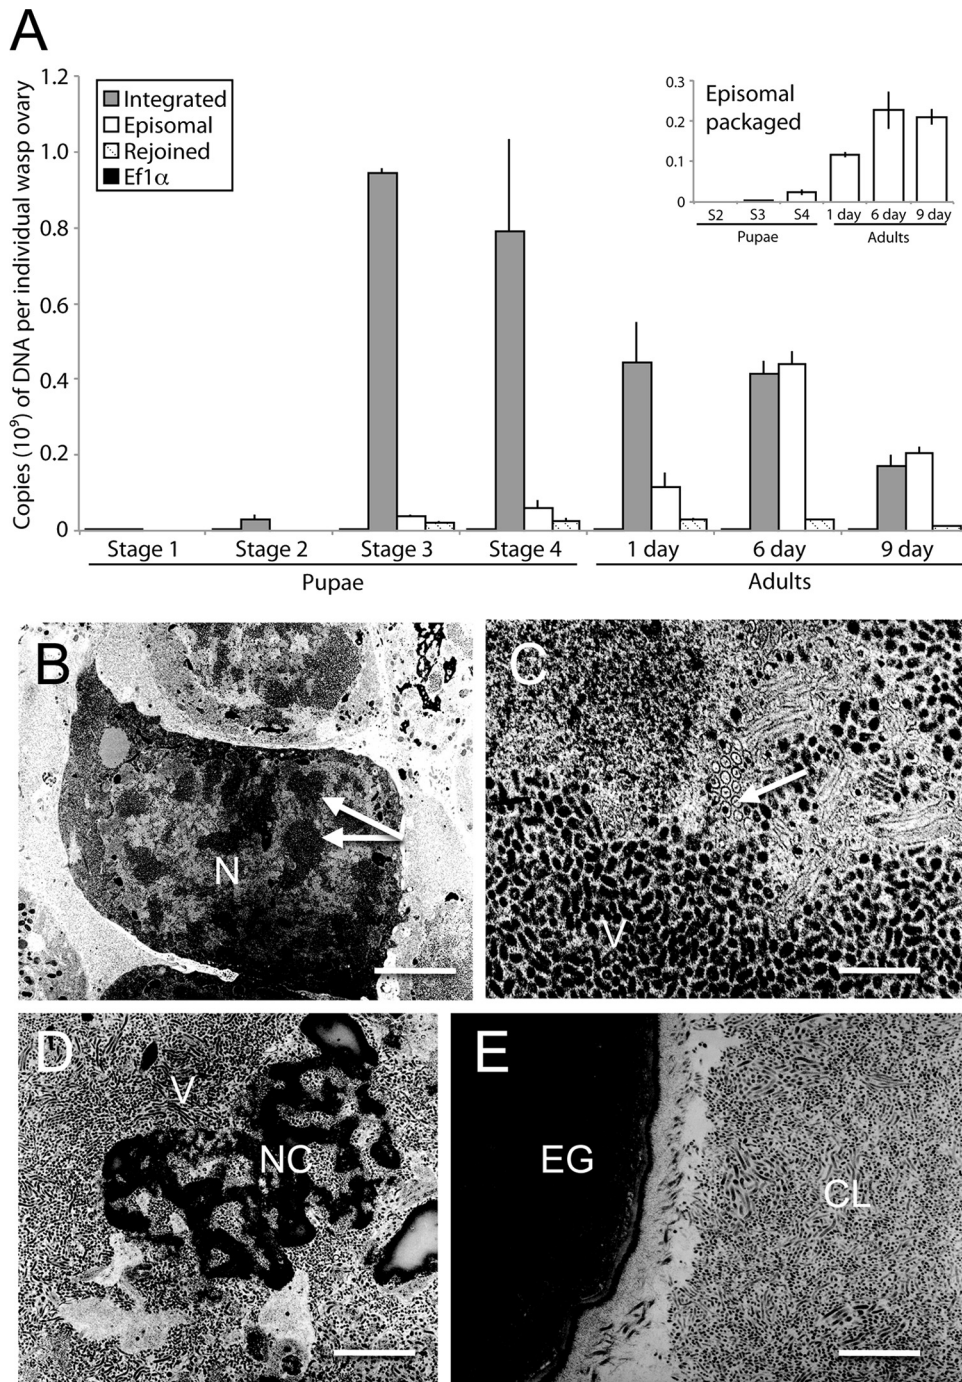 A
Copies (10⁹) of DNA per individual wasp ovary
1.2
1.0
0.8
0.6
0.4
0.2
0
Integrated
Episomal
Rejoined
Ef1α
Episomal
packaged
0.3
0.2
0.1
0
S2 S3 S4 1 day 6 day 9 day
Pupae Adults
Stage 1 Stage 2 Stage 3 Stage 4 1 day 6 day 9 day
Pupae Adults
B
N
C
V
D
V
NC
E
EG
CL